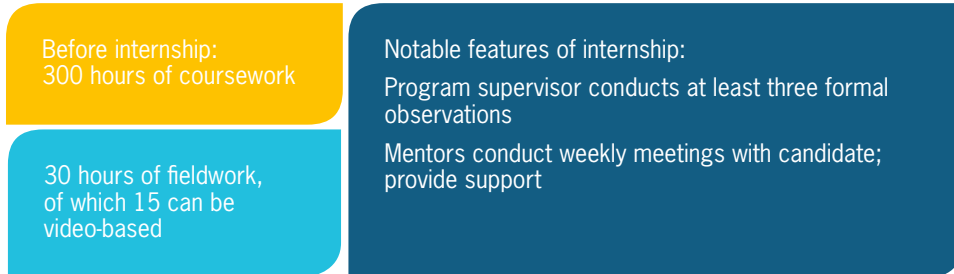 Before internship:
300 hours of coursework
30 hours of fieldwork,
of which 15 can be
video-based
Notable features of internship:
Program supervisor conducts at least three formal
observations
Mentors conduct weekly meetings with candidate;
provide support